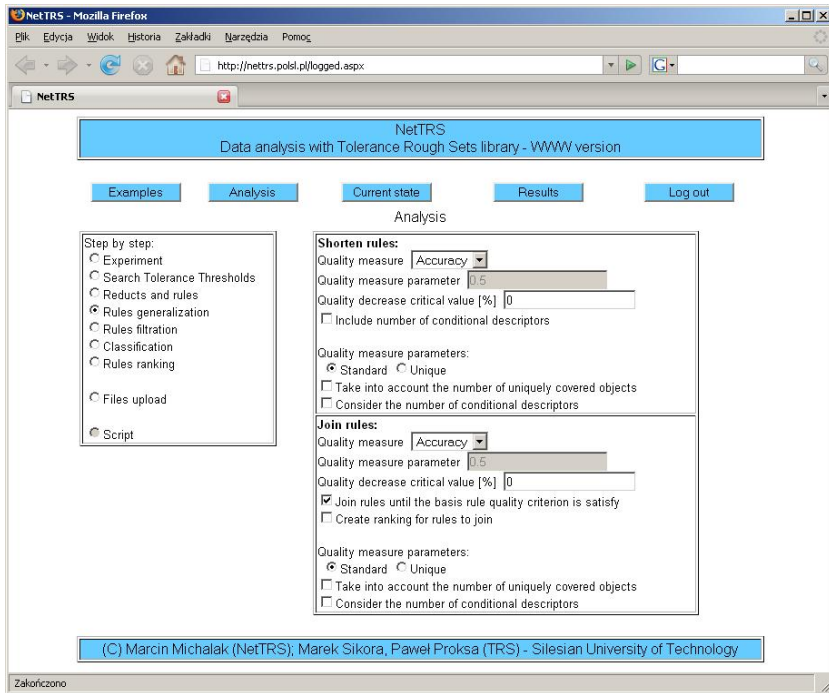 NetTRS - Mozilla Firefox
Plik Edycja Widok Historia Zakładki Narzędzia Pomoc
http://nettrs.polsl.pl/logged.aspx
G
NetTRS
NetTRS
Data analysis with Tolerance Rough Sets library - WWW version
Examples Analysis Current state Results Log out
Analysis
Step by step:
Experiment
Search Tolerance Thresholds
Reducts and rules
Rules generalization
Rules filtration
Classification
Rules ranking
Files upload
Script
Shorten rules:
Quality measure Accuracy
Quality measure parameter 0.5
Quality decrease critical value [%] 0
Include number of conditional descriptors
Quality measure parameters:
Standard Unique
Take into account the number of uniquely covered objects
Consider the number of conditional descriptors
Join rules:
Quality measure Accuracy
Quality measure parameter 0.5
Quality decrease critical value [%] 0
Join rules until the basis rule quality criterion is satisfy
Create ranking for rules to join
Quality measure parameters:
Standard Unique
Take into account the number of uniquely covered objects
Consider the number of conditional descriptors
(C) Marcin Michalak (NetTRS); Marek Sikora, Paweł Proksa (TRS) - Silesian University of Technology
Zakończono